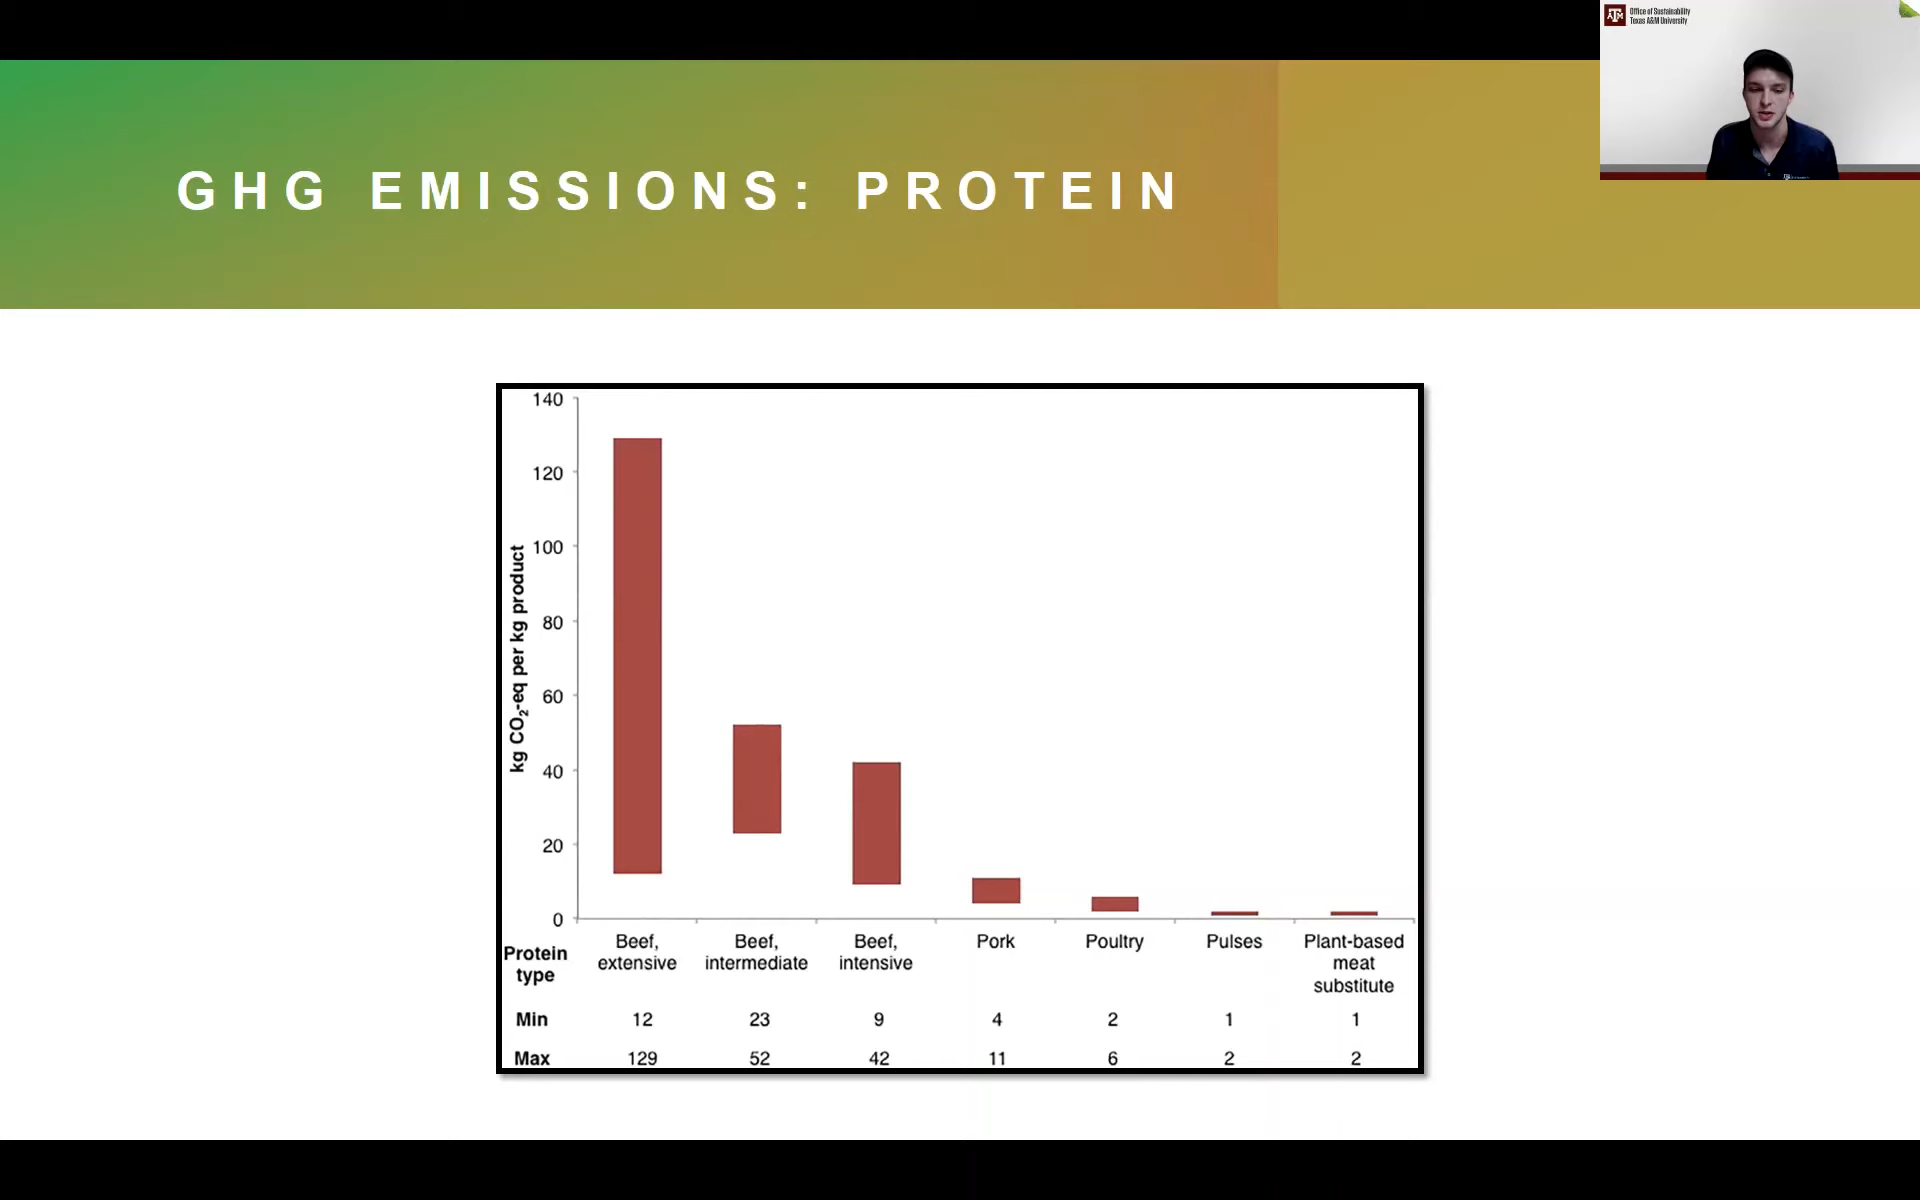 Office of Sustainability
Texas A&M University
GHG EMISSIONS: PROTEIN
kg CO₂-eq per kg product
140
120
100
80
60
40
20
0
Protein type
Beef, extensive
Beef, intermediate
Beef, intensive
Pork
Poultry
Pulses
Plant-based meat substitute
Min 12 23 9 4 2 1 1
Max 129 52 42 11 6 2 2